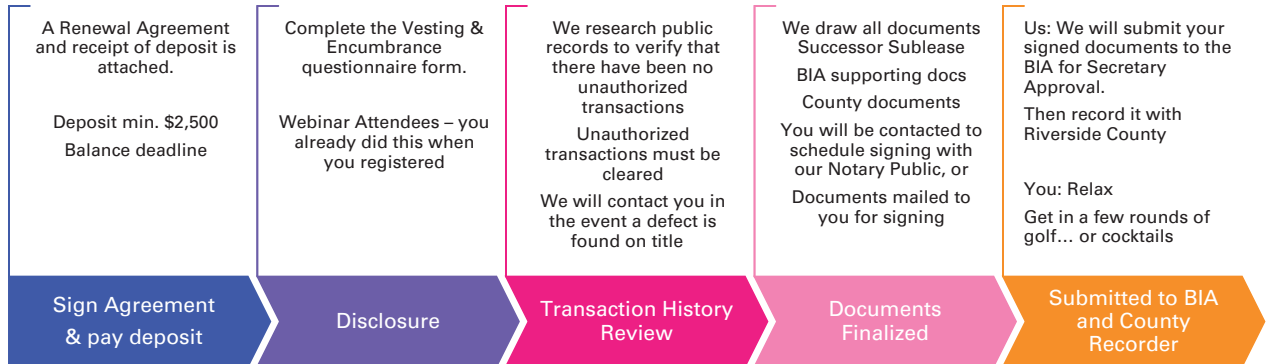 A Renewal Agreement
and receipt of deposit is
attached.
Deposit min. $2,500
Balance deadline
Sign Agreement
& pay deposit
Complete the Vesting &
Encumbrance
questionnaire form.
Webinar Attendees – you
already did this when
you registered
Disclosure
We research public
records to verify that
there have been no
unauthorized
transactions
Unauthorized
transactions must be
cleared
We will contact you in
the event a defect is
found on title
Transaction History
Review
We draw all documents
Successor Sublease
BIA supporting docs
County documents
You will be contacted to
schedule signing with
our Notary Public, or
Documents mailed to
you for signing
Documents
Finalized
Us: We will submit your
signed documents to the
BIA for Secretary
Approval.
Then record it with
Riverside County
You: Relax
Get in a few rounds of
golf… or cocktails
Submitted to BIA
and County
Recorder